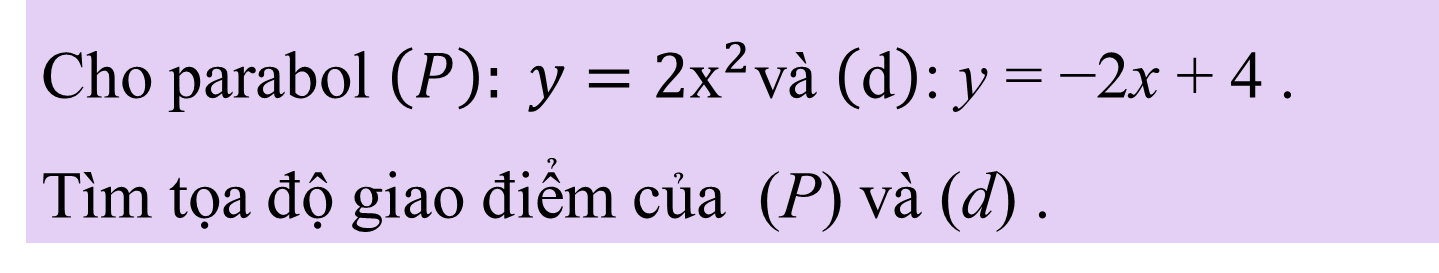 Cho parabol (P): y = 2x²và (d): y = −2x + 4 .
Tìm tọa độ giao điểm của (P) và (d) .